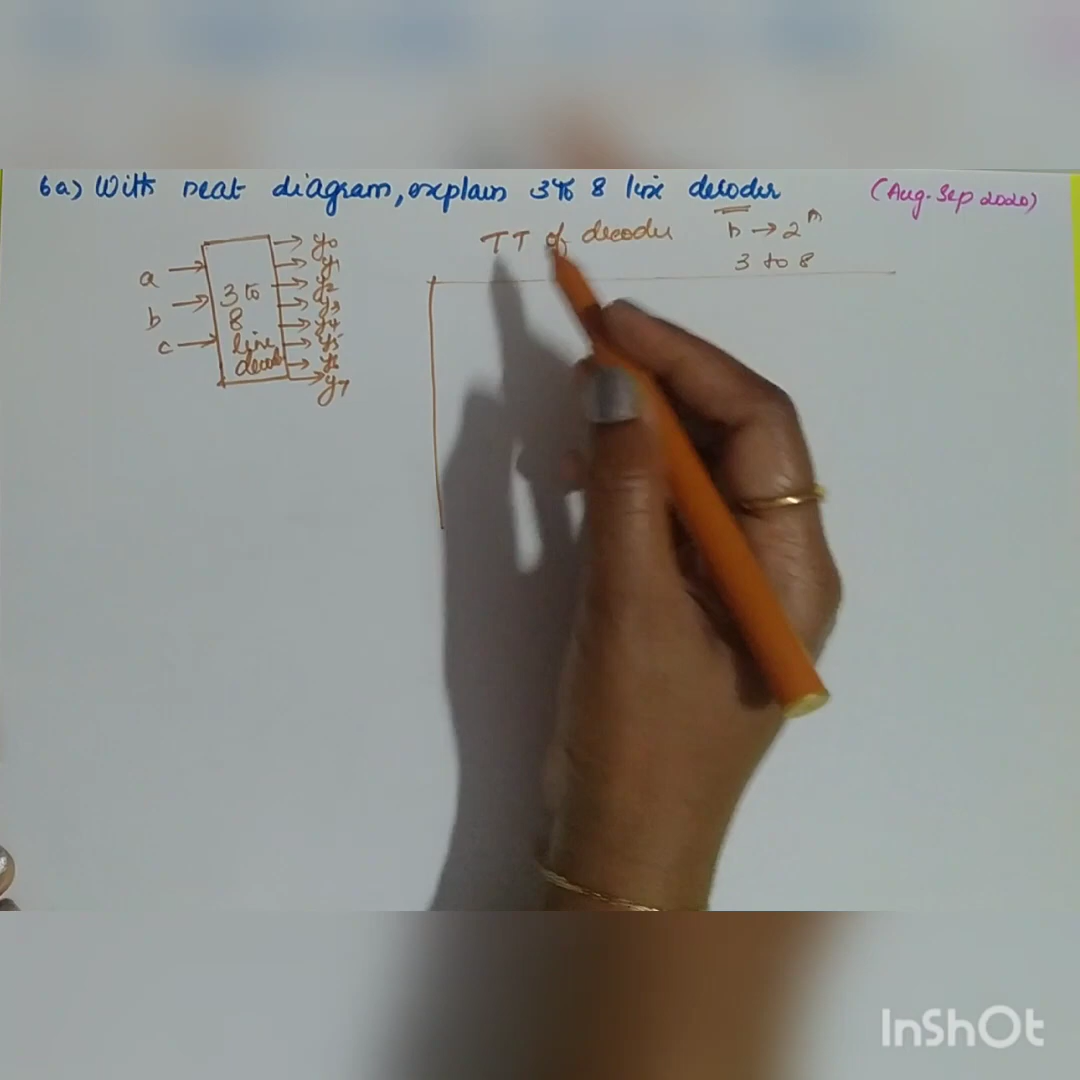 6a) With neat diagram, explain 3 to 8 line decoder (Aug-Sep 2020)
TT of decoder n → 2^n
3 to 8
a
b
c
3 to
8
line
decoder
y0
y1
y2
y3
y4
y5
y6
y7
InShOt